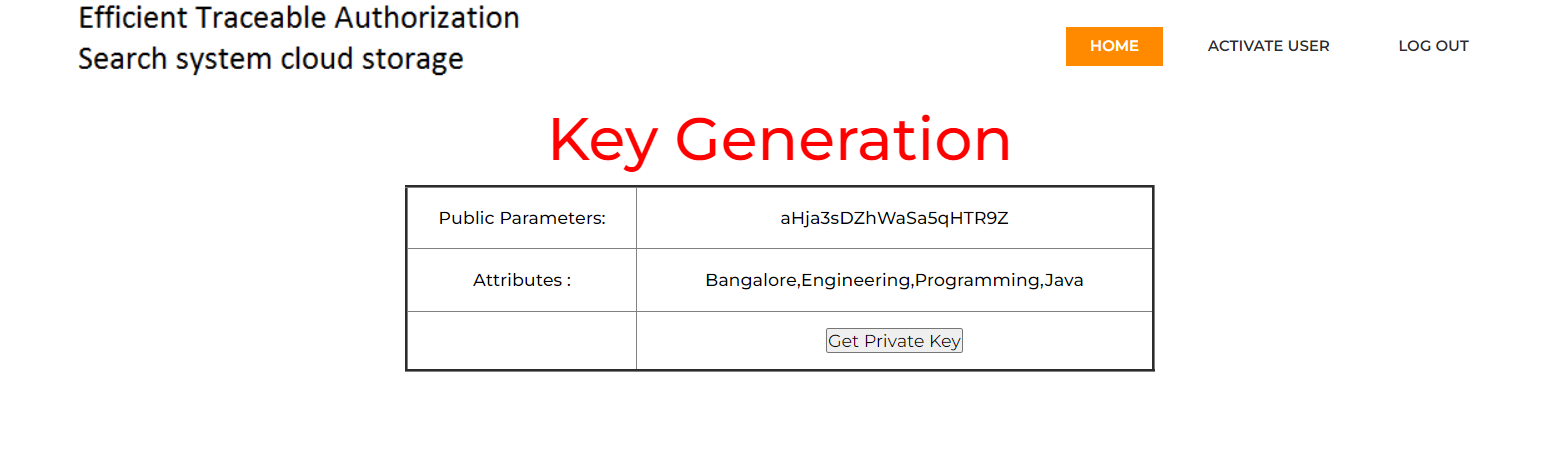 Efficient Traceable Authorization
Search system cloud storage
HOME ACTIVATE USER LOG OUT
Key Generation
Public Parameters: aHja3sDZhWaSa5qHTR9Z
Attributes : Bangalore,Engineering,Programming,Java
Get Private Key